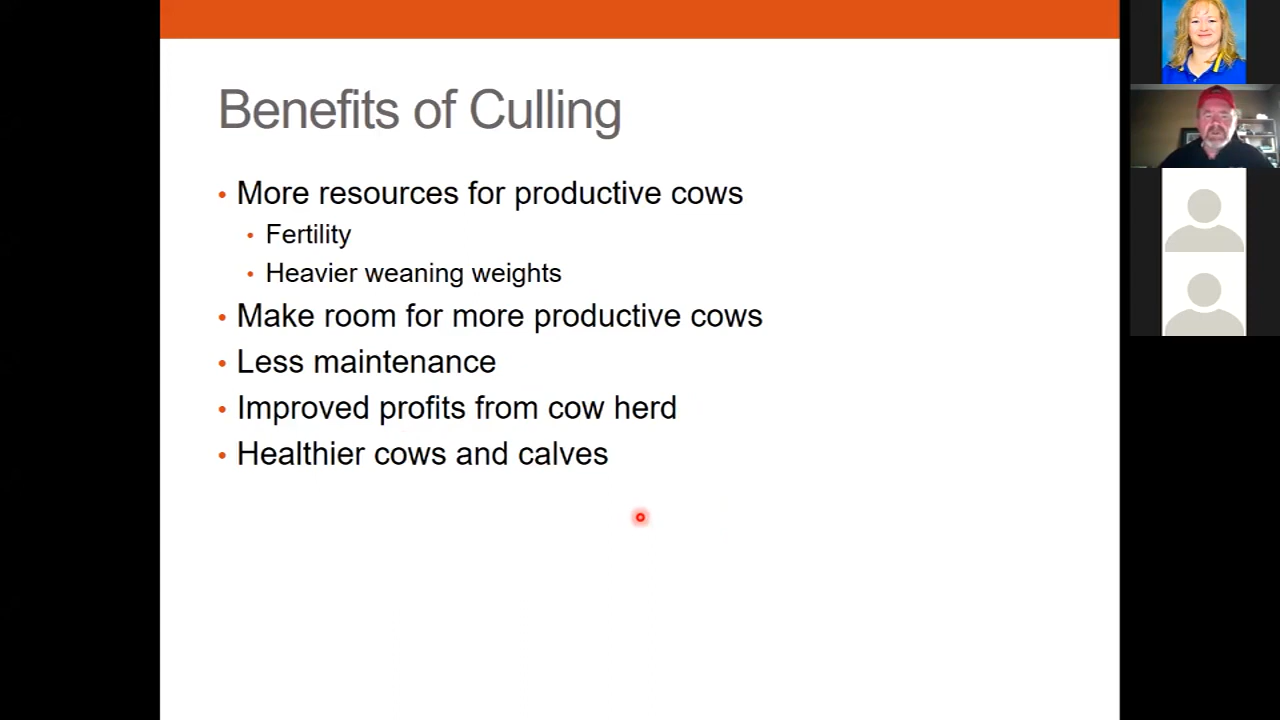 Benefits of Culling
• More resources for productive cows
• Fertility
• Heavier weaning weights
• Make room for more productive cows
• Less maintenance
• Improved profits from cow herd
• Healthier cows and calves